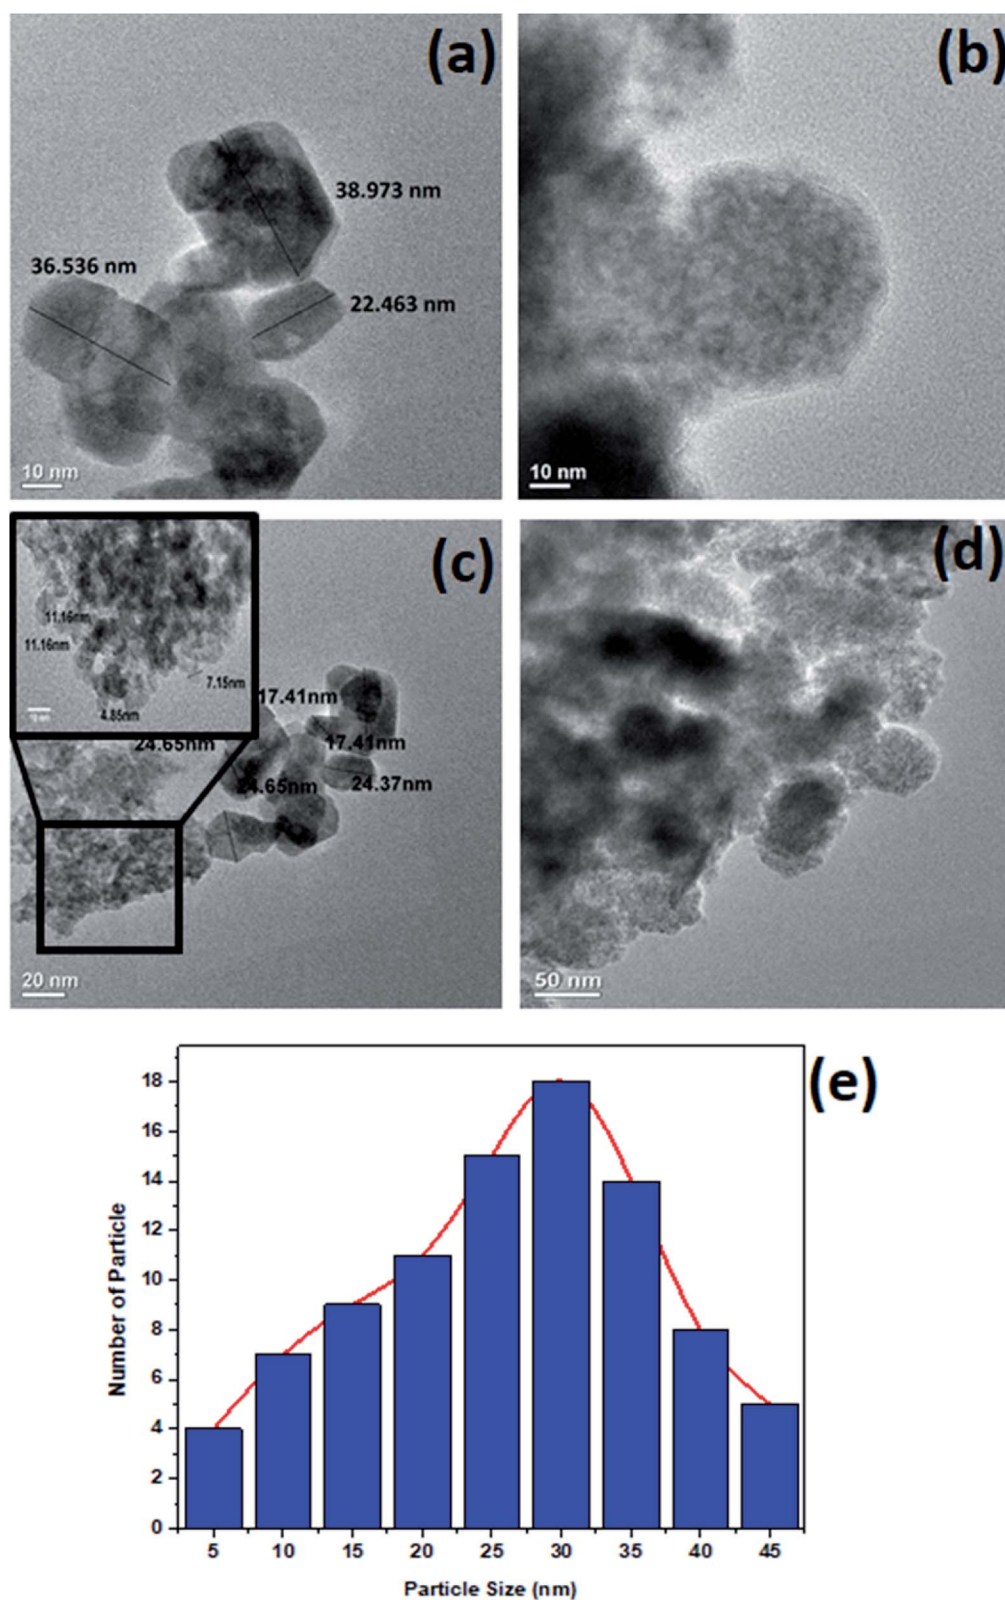 (a)
38.973 nm
36.536 nm
22.463 nm
10 nm
(b)
10 nm
(c)
11.16nm
11.16nm
7.15nm
4.85nm
17.41nm
24.65nm
17.41nm
24.65nm
24.37nm
20 nm
(d)
50 nm
(e)
Number of Particle
18
16
14
12
10
8
6
4
2
0
5 10 15 20 25 30 35 40 45
Particle Size (nm)